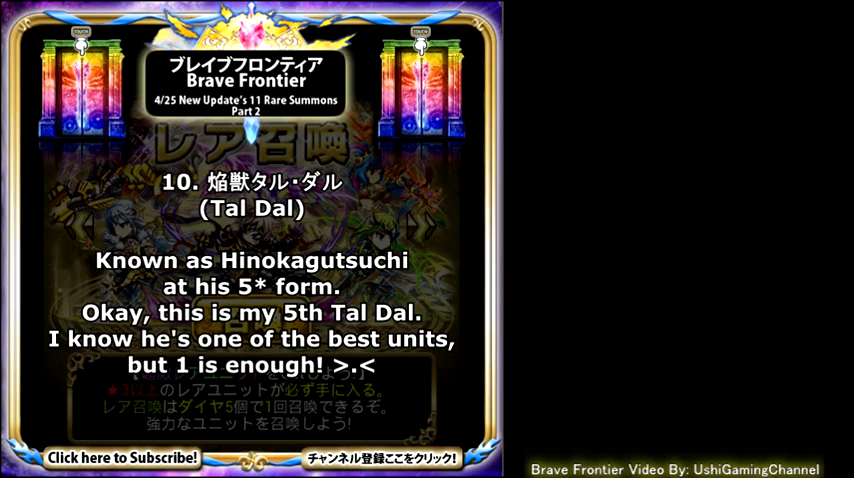 TOUCH
TOUCH
ブレイブフロンティア
Brave Frontier
4/25 New Update's 11 Rare Summons
Part 2
レア召喚
10. 焔獣タル・ダル
(Tal Dal)
Known as Hinokagutsuchi
at his 5* form.
Okay, this is my 5th Tal Dal.
I know he's one of the best units,
but 1 is enough! >.<
のレアユニットが必ず手に入る。
レア召喚はダイヤ5個で1回召喚できるぞ。
強力なユニットを召喚しよう!
Click here to Subscribe!
チャンネル登録ここをクリック!
Brave Frontier Video By: UshiGamingChannel